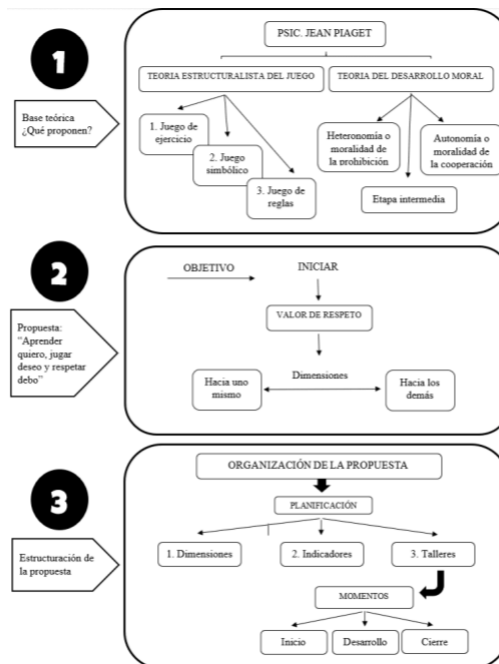 1
Base teórica
¿Qué proponen?
PSIC. JEAN PIAGET
TEORIA ESTRUCTURALISTA DEL JUEGO
TEORIA DEL DESARROLLO MORAL
1. Juego de
ejercicio
2. Juego
simbólico
3. Juego de
reglas
Heteronomía o
moralidad de
la prohibición
Autonomía o
moralidad de
la cooperación
Etapa intermedia
2
Propuesta:
"Aprender
quiero, jugar
deseo y respetar
debo"
OBJETIVO
INICIAR
VALOR DE RESPETO
Dimensiones
Hacia uno
mismo
Hacia los
demás
3
Estructuración de
la propuesta
ORGANIZACIÓN DE LA PROPUESTA
PLANIFICACIÓN
1. Dimensiones
2. Indicadores
3. Talleres
MOMENTOS
Inicio
Desarrollo
Cierre